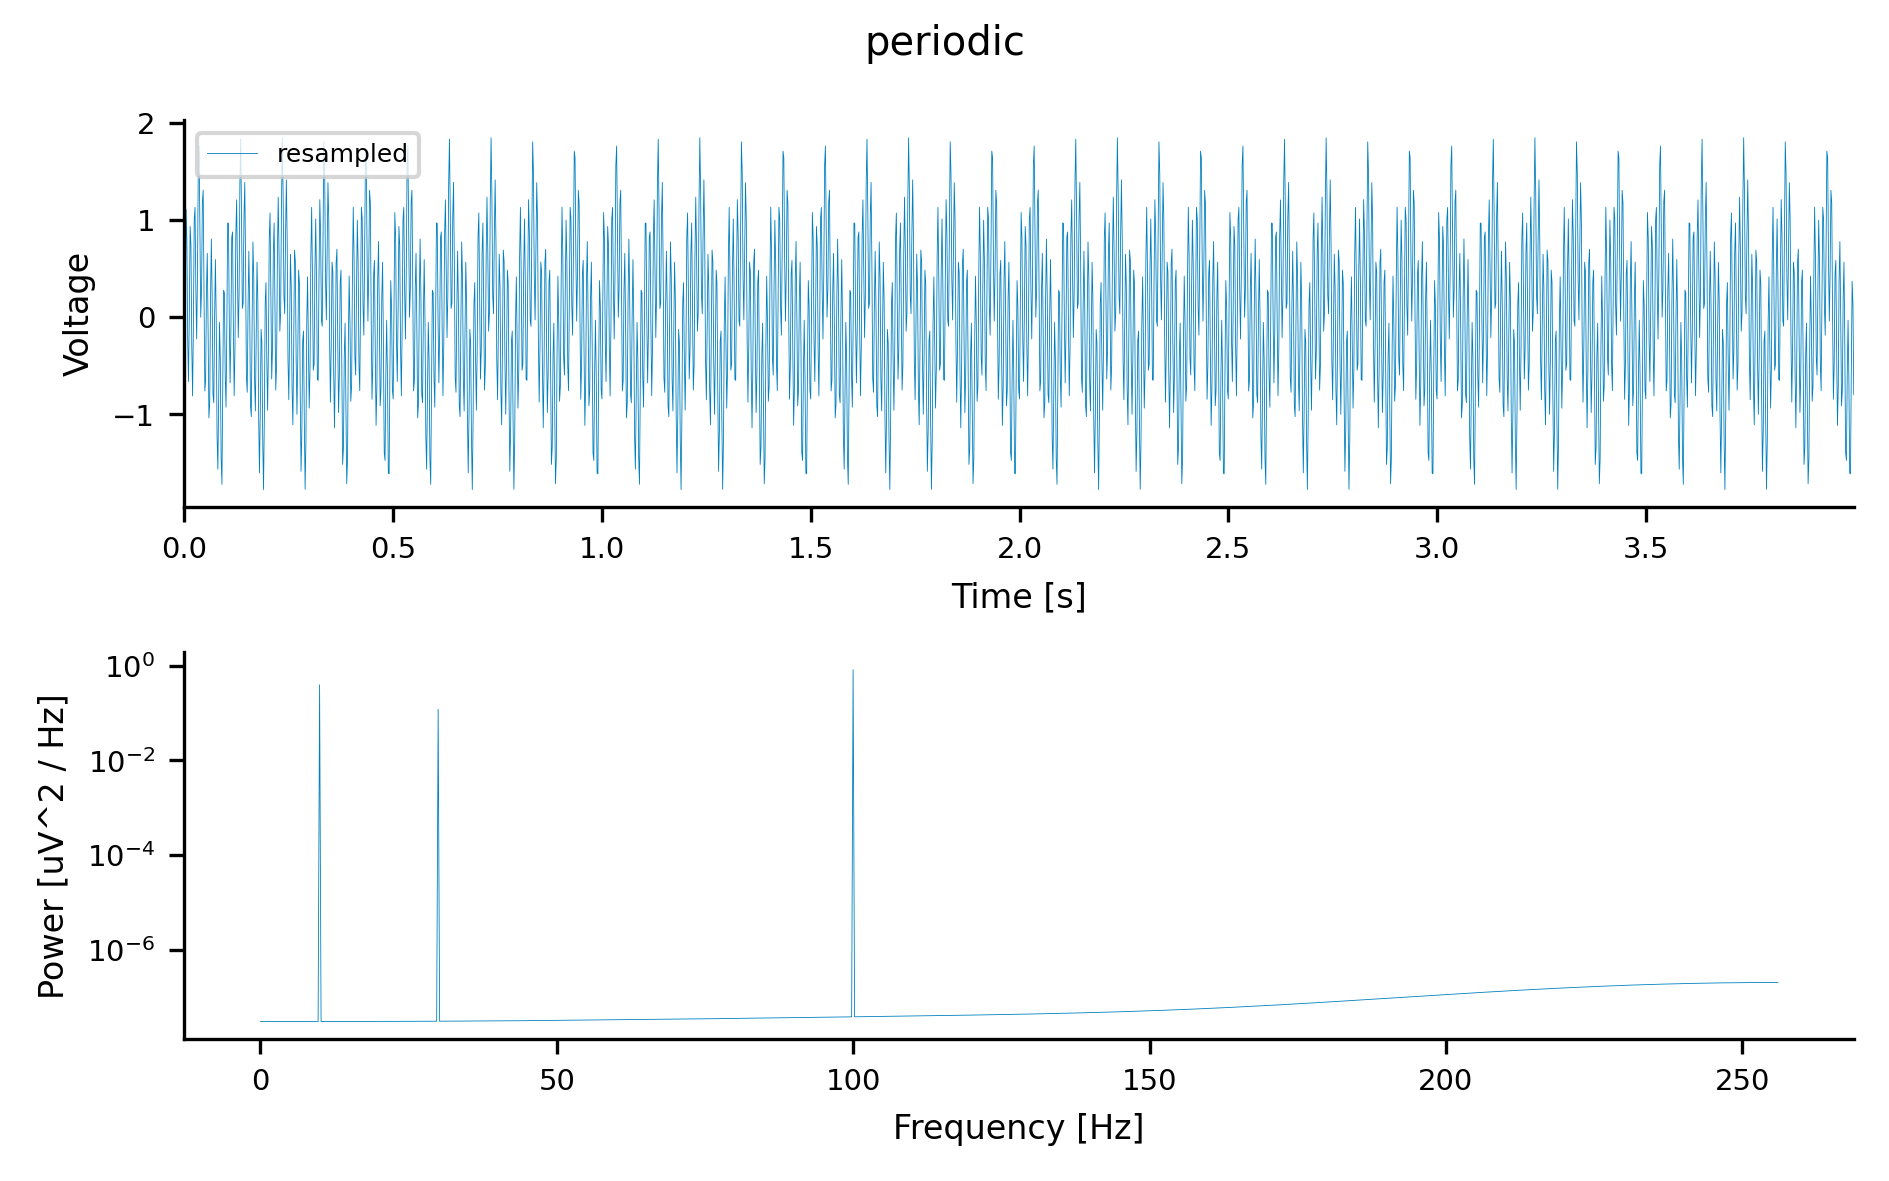 periodic
resampled
Voltage
2
1
0
−1
0.0 0.5 1.0 1.5 2.0 2.5 3.0 3.5
Time [s]
Power [uV^2 / Hz]
10⁰
10⁻²
10⁻⁴
10⁻⁶
0 50 100 150 200 250
Frequency [Hz]